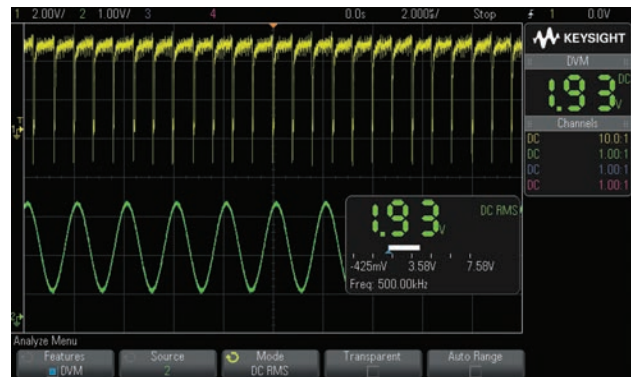 1 2.00V/ 2 1.00V/ 3 4 0.0s 2.000%/ Stop 1 0.0V
KEYSIGHT
DVM
1.93 DC V
Channels
DC 10.0:1
DC 1.00:1
DC 1.00:1
DC 1.00:1
T
1
1.93 V DC RMS
-425mV 3.58V 7.58V
Freq: 500.00kHz
2
Analyze Menu
Features
DVM
Source
2
Mode
DC RMS
Transparent
Auto Range